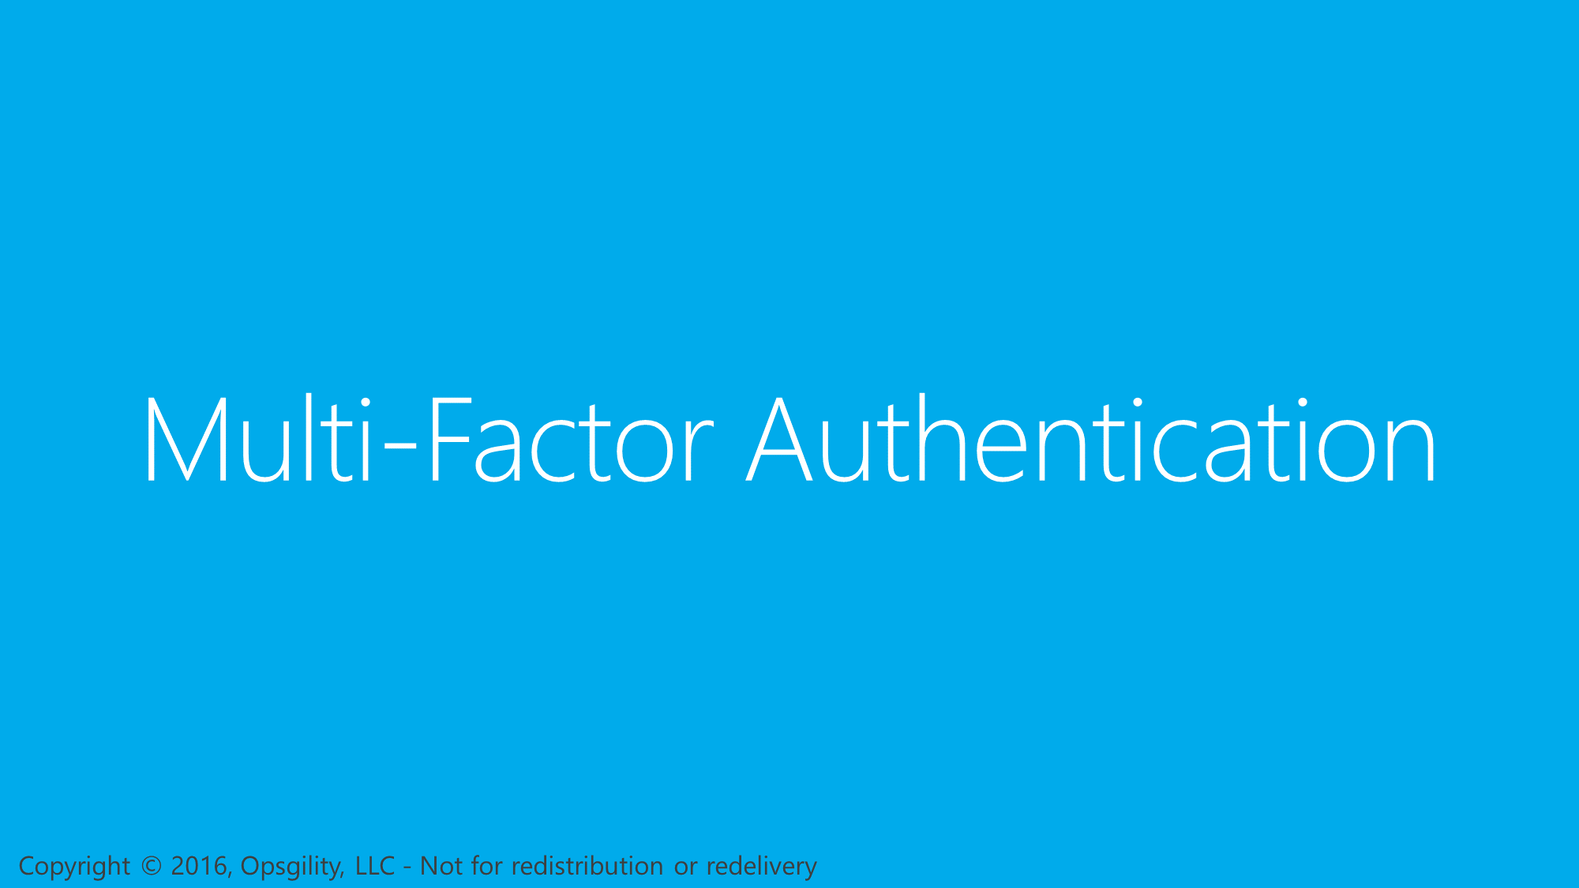 Multi-Factor Authentication
Copyright © 2016, Opsgility, LLC - Not for redistribution or redelivery